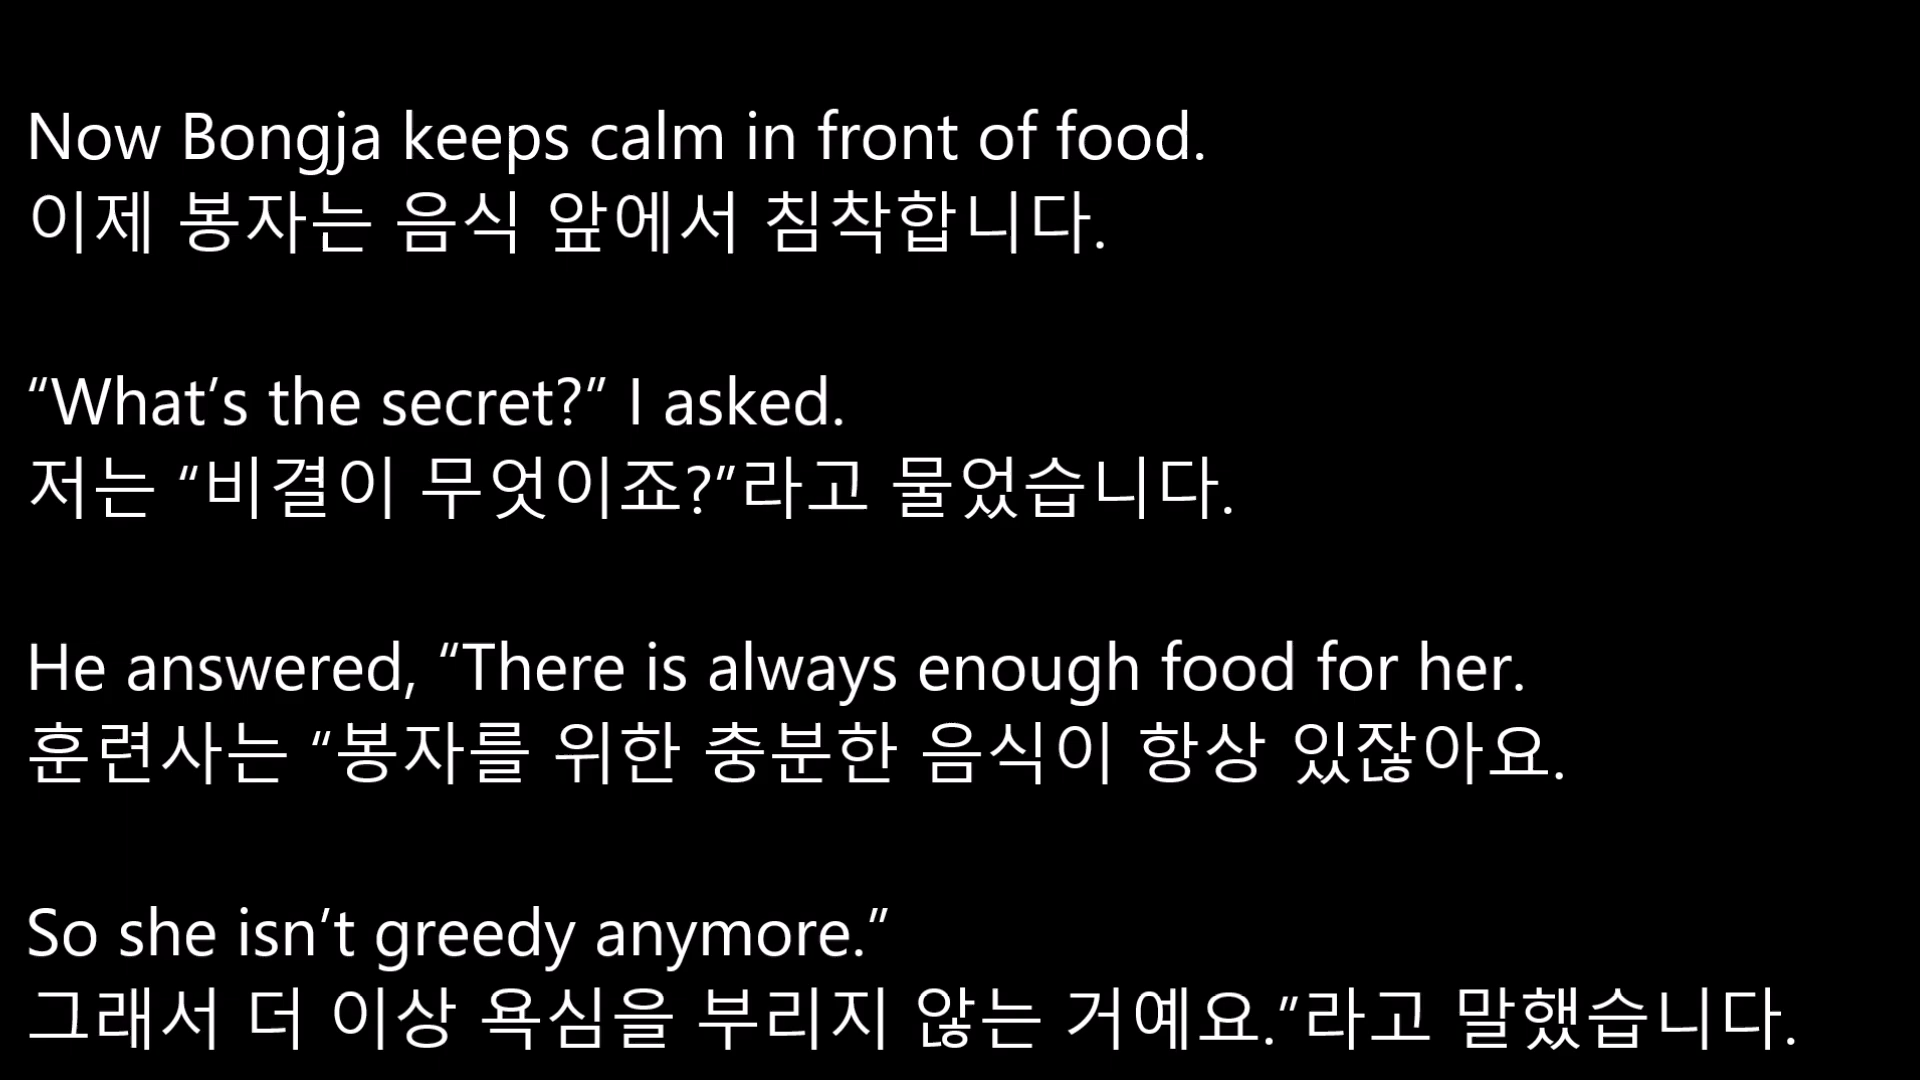 Now Bongja keeps calm in front of food.
이제 봉자는 음식 앞에서 침착합니다.
“What’s the secret?” I asked.
저는 “비결이 무엇이죠?”라고 물었습니다.
He answered, “There is always enough food for her.
훈련사는 “봉자를 위한 충분한 음식이 항상 있잖아요.
So she isn’t greedy anymore.”
그래서 더 이상 욕심을 부리지 않는 거예요.”라고 말했습니다.